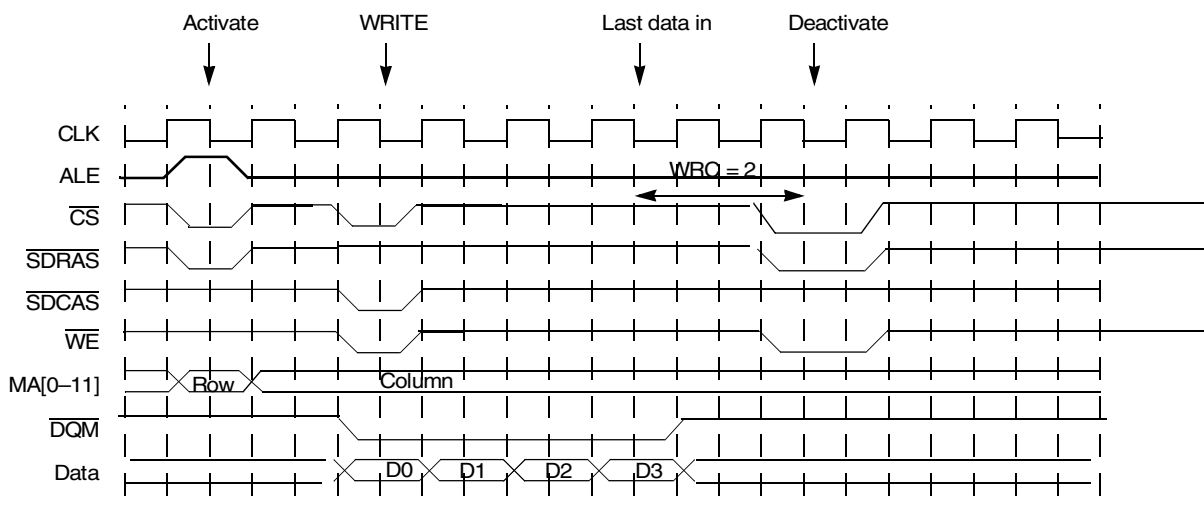 Activate WRITE Last data in Deactivate
CLK
ALE
WRC = 2
CS
SDRAS
SDCAS
WE
MA[0–11] Row Column
DQM
Data D0 D1 D2 D3